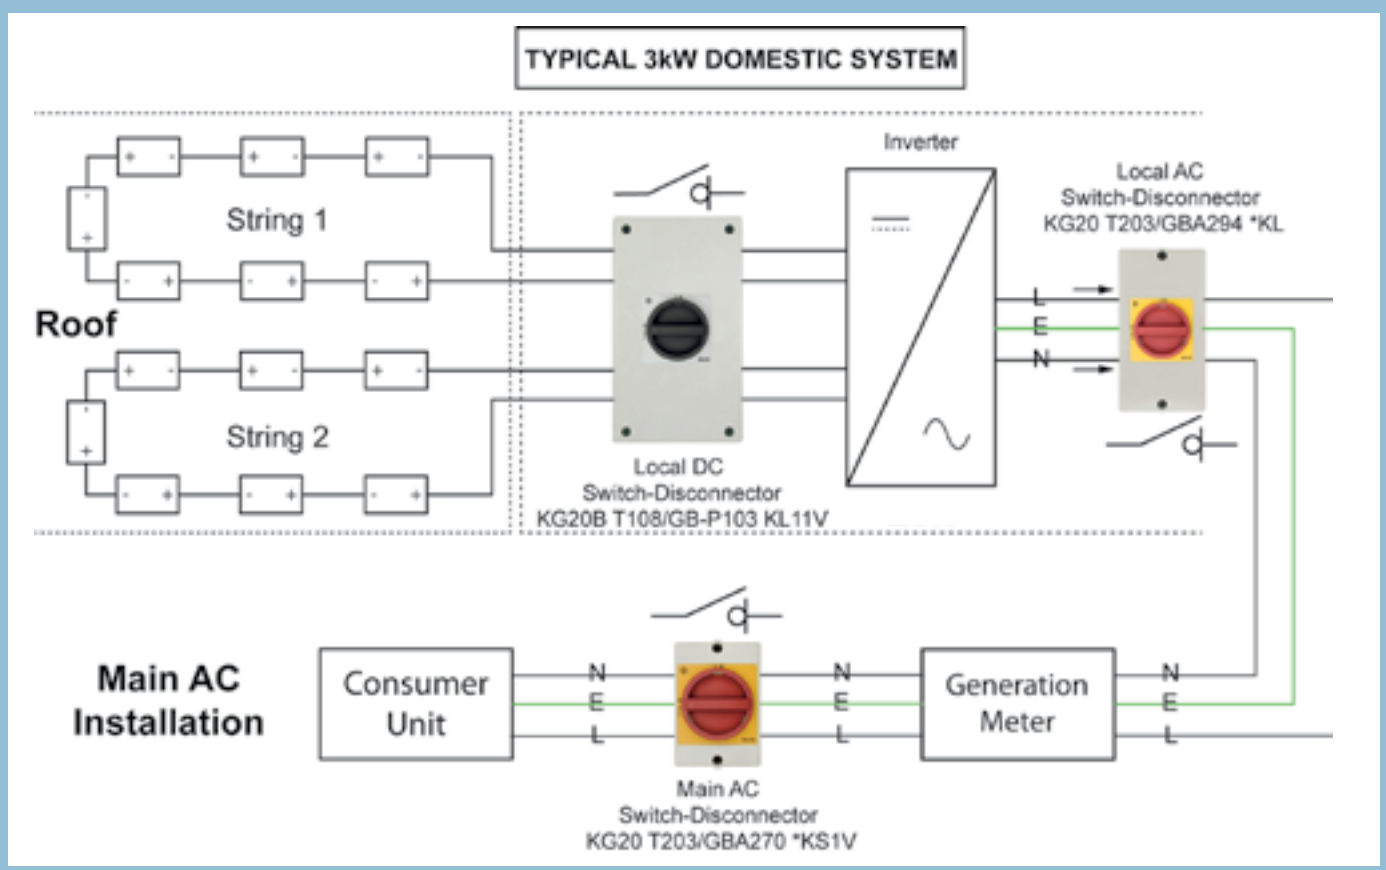 TYPICAL 3kW DOMESTIC SYSTEM
Inverter
Local AC
Switch-Disconnector
KG20 T203/GBA294 *KL
+ - + - + -
String 1
- +
- + - + - +
L
E
N
Roof
+ - + - + -
String 2
- +
- + - + - +
Local DC
Switch-Disconnector
KG20B T108/GB-P103 KL11V
Main AC
Installation
Consumer
Unit
N
E
L
N
E
L
Generation
Meter
N
E
L
Main AC
Switch-Disconnector
KG20 T203/GBA270 *KS1V